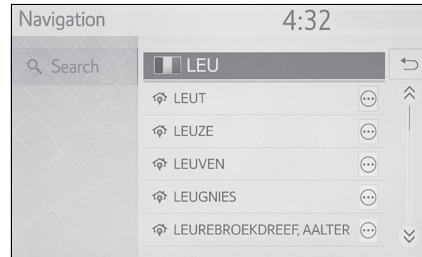 Navigation 4:32
Search
LEU
LEUT
LEUZE
LEUVEN
LEUGNIES
LEUREBROEKDREEF, AALTER